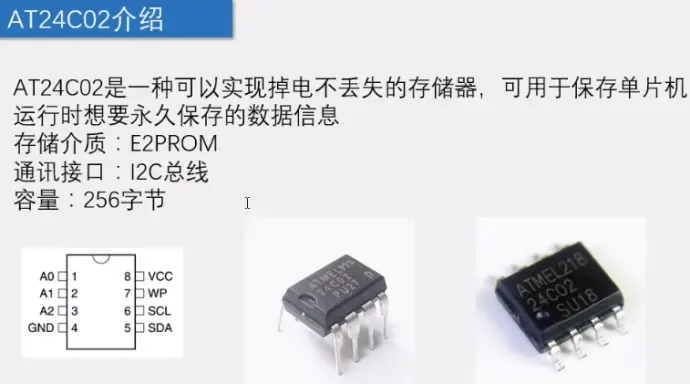 AT24C02介绍
AT24C02是一种可以实现掉电不丢失的存储器，可用于保存单片机
运行时想要永久保存的数据信息
存储介质：E2PROM
通讯接口：I2C总线
容量：256字节
A0 1 8 VCC
A1 2 7 WP
A2 3 6 SCL
GND 4 5 SDA
24C02
PU27 D
ATMEL218
24C02
SU18